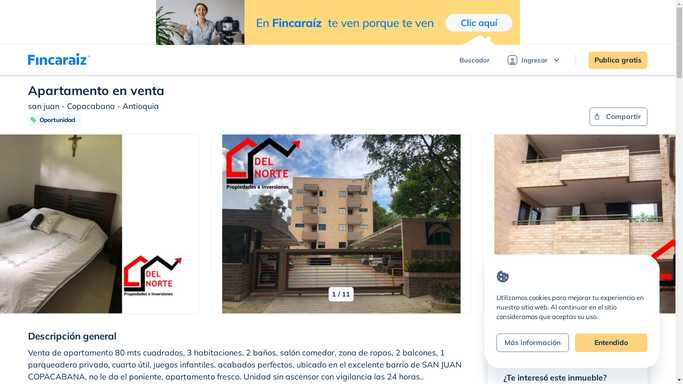 En Fincaraíz te ven porque te ven
Clic aquí
Fincaraiz
Buscador
Ingresar
Publica gratis
Apartamento en venta
san juan - Copacabana - Antioquia
Oportunidad
Compartir
DEL
NORTE
Propiedades e Inversiones
DEL
NORTE
Propiedades e Inversiones
1 / 11
Utilizamos cookies para mejorar tu experiencia en
nuestro sitio web. Al continuar en el sitio
consideramos que aceptas su uso.
Más información
Entendido
Descripción general
Venta de apartamento 80 mts cuadrados, 3 habitaciones, 2 baños, salón comedor, zona de ropas, 2 balcones, 1
parqueadero privado, cuarto útil, juegos infantiles, acabados perfectos, ubicado en el excelente barrio de SAN JUAN
COPACABANA, no le da el poniente, apartamento fresco. Unidad sin ascensor con vigilancia las 24 horas..
¿Te interesó este inmueble?